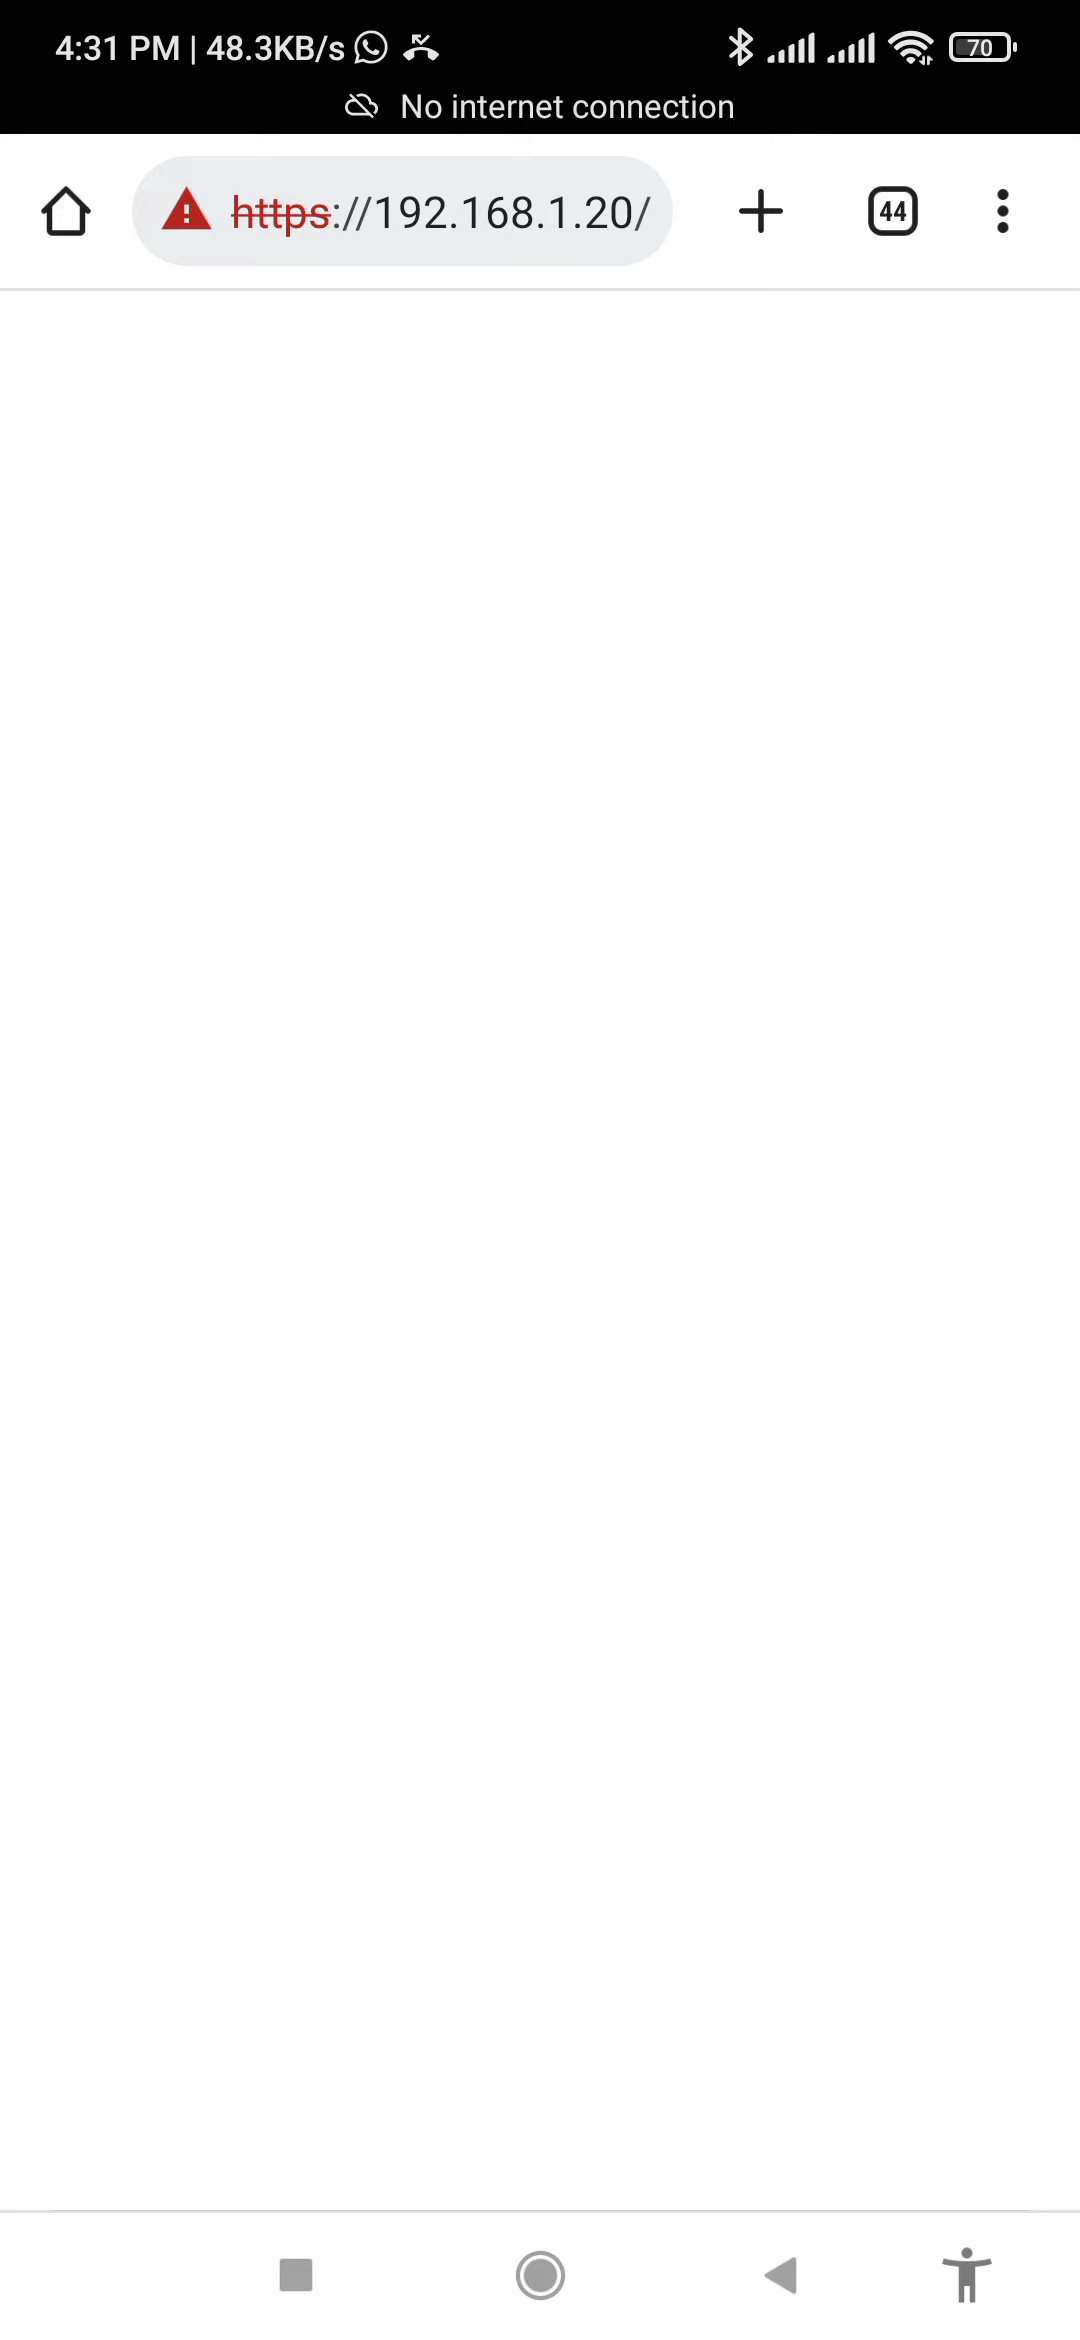 4:31 PM | 48.3KB/s 70
No internet connection
https://192.168.1.20/ 44